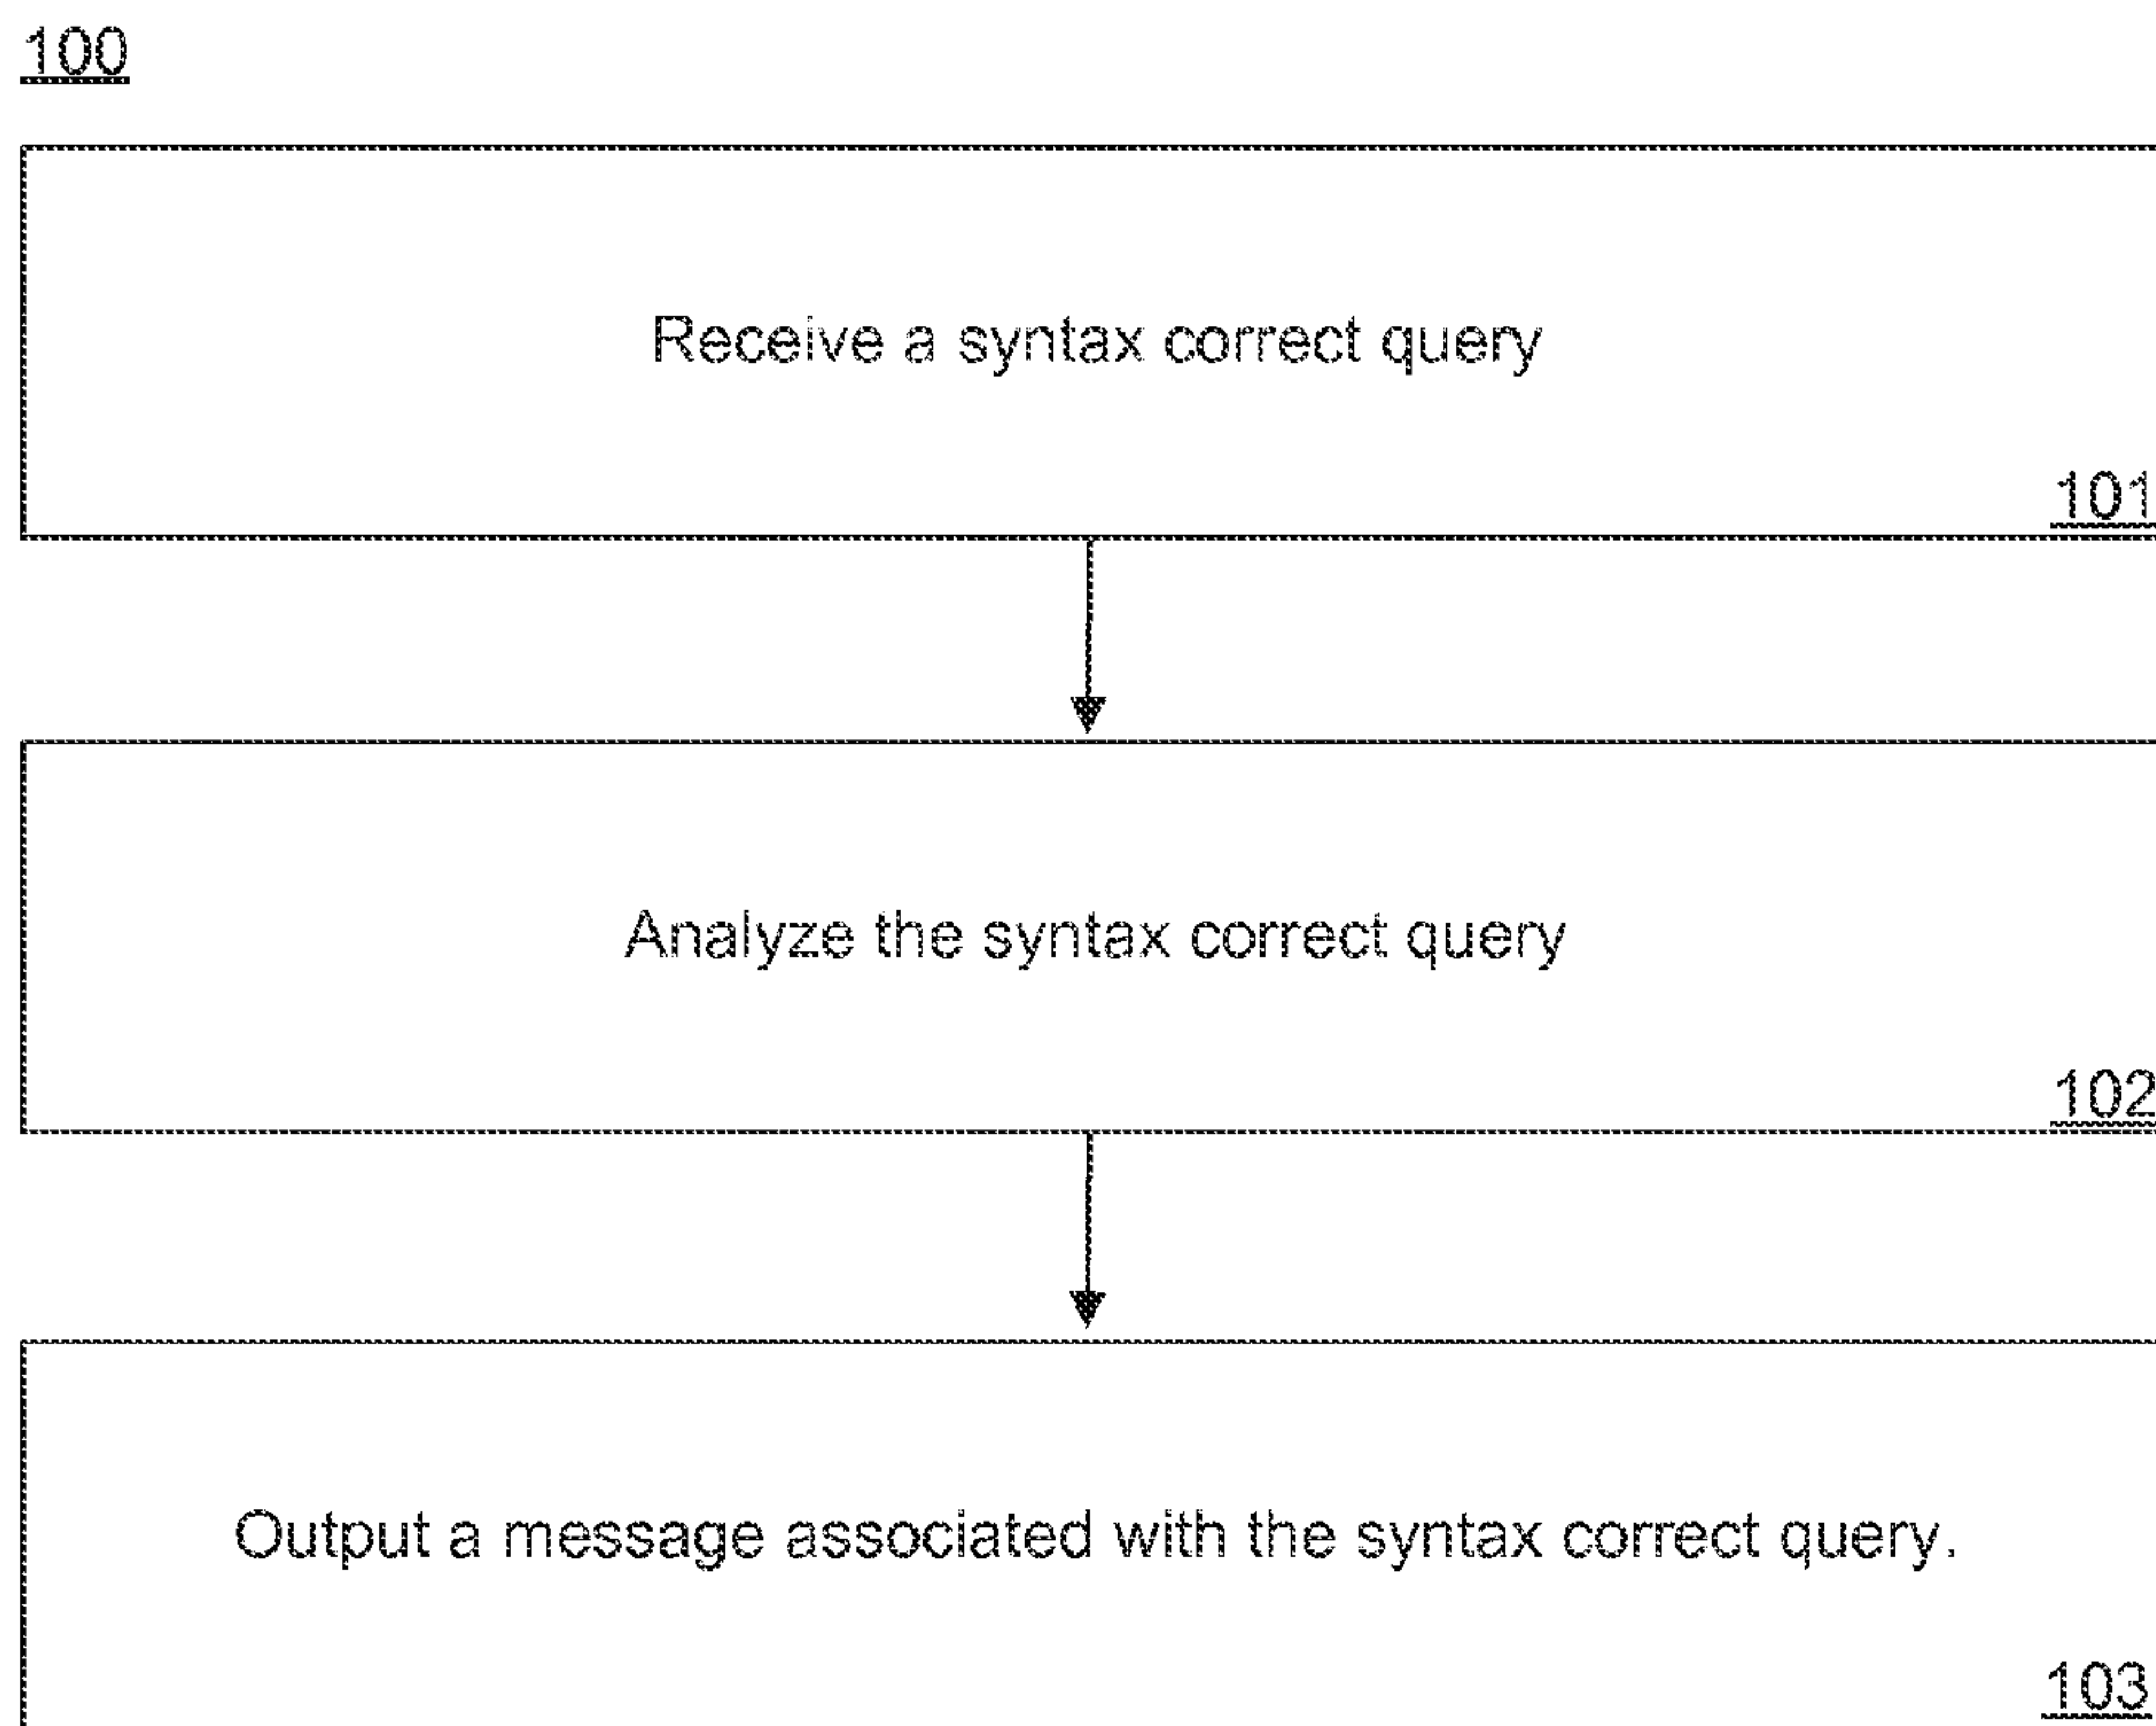 100
Receive a syntax correct query
101
Analyze the syntax correct query
102
Output a message associated with the syntax correct query.
103